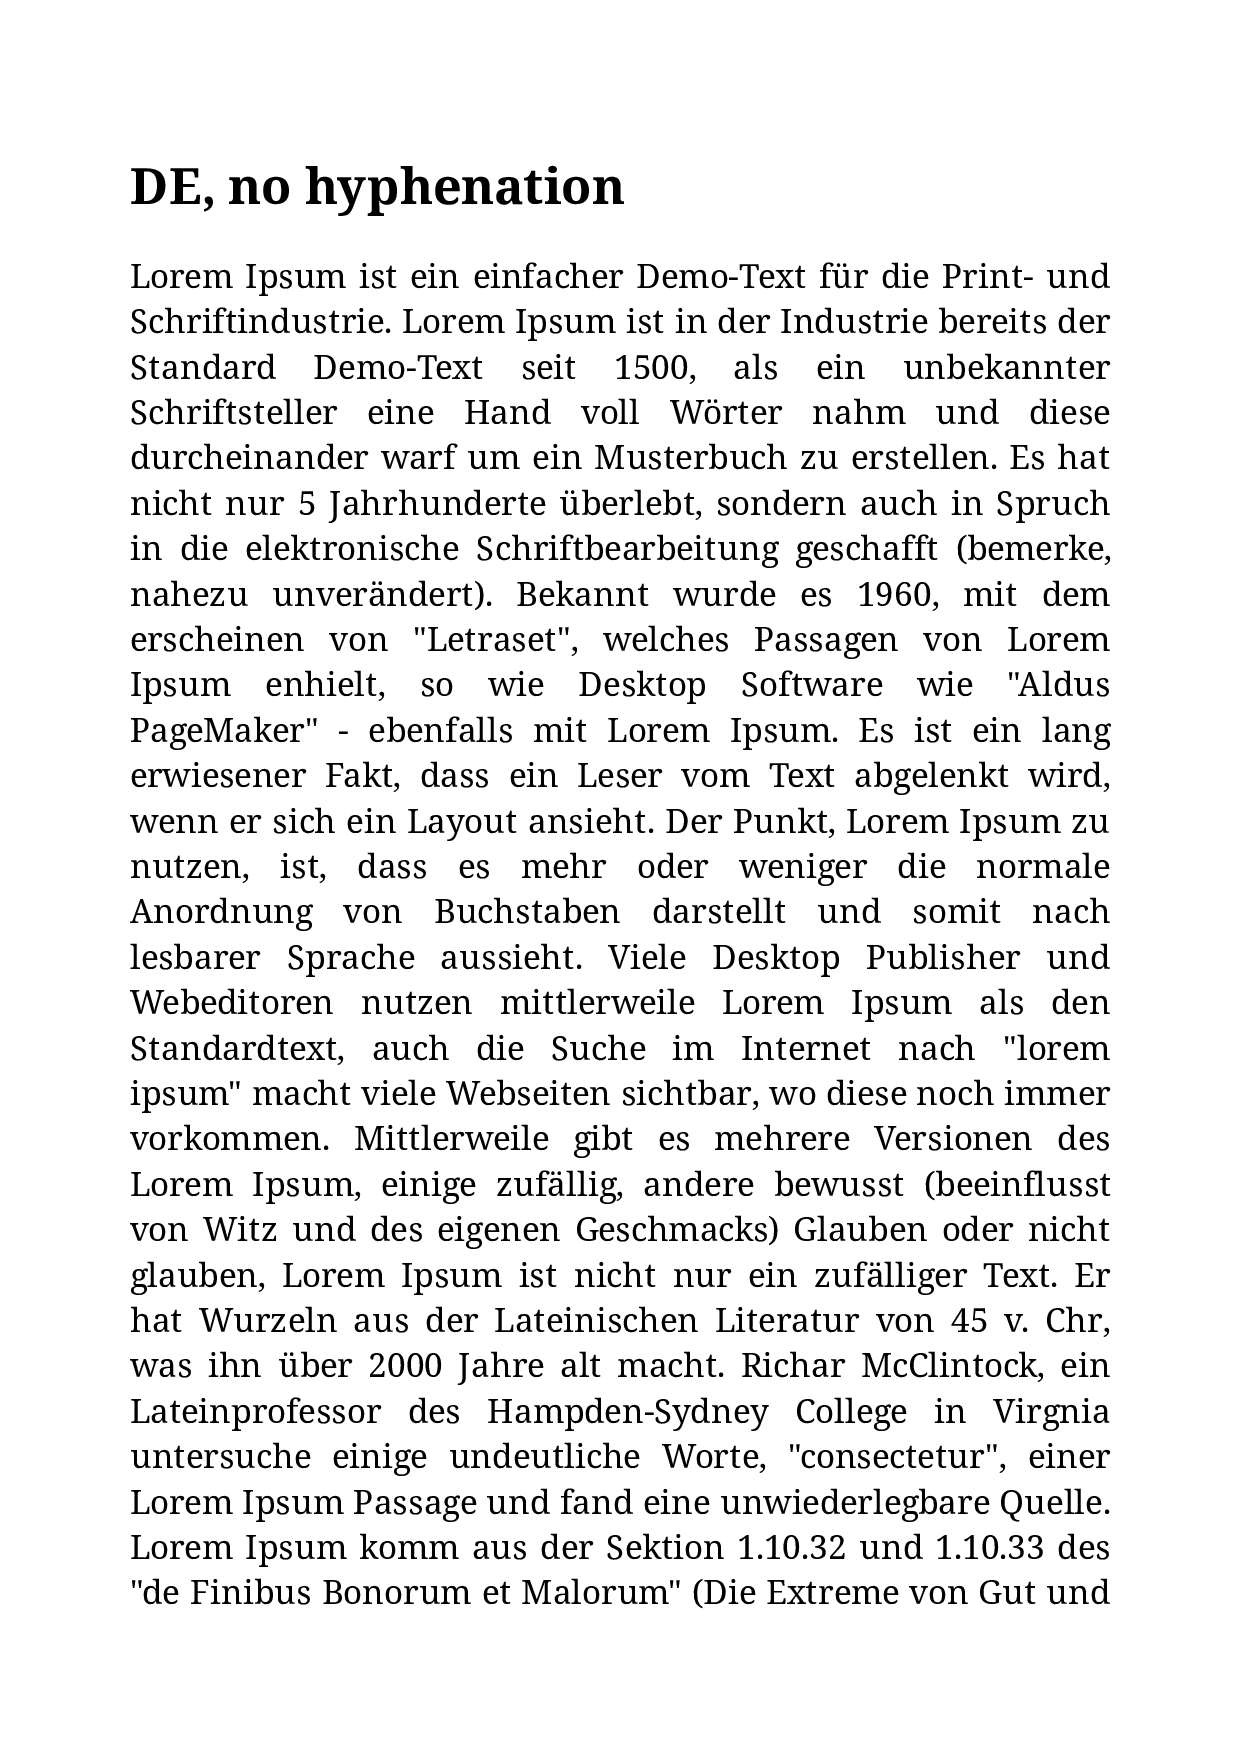 DE, no hyphenation
Lorem Ipsum ist ein einfacher Demo-Text für die Print- und
Schriftindustrie. Lorem Ipsum ist in der Industrie bereits der
Standard Demo-Text seit 1500, als ein unbekannter
Schriftsteller eine Hand voll Wörter nahm und diese
durcheinander warf um ein Musterbuch zu erstellen. Es hat
nicht nur 5 Jahrhunderte überlebt, sondern auch in Spruch
in die elektronische Schriftbearbeitung geschafft (bemerke,
nahezu unverändert). Bekannt wurde es 1960, mit dem
erscheinen von "Letraset", welches Passagen von Lorem
Ipsum enhielt, so wie Desktop Software wie "Aldus
PageMaker" - ebenfalls mit Lorem Ipsum. Es ist ein lang
erwiesener Fakt, dass ein Leser vom Text abgelenkt wird,
wenn er sich ein Layout ansieht. Der Punkt, Lorem Ipsum zu
nutzen, ist, dass es mehr oder weniger die normale
Anordnung von Buchstaben darstellt und somit nach
lesbarer Sprache aussieht. Viele Desktop Publisher und
Webeditoren nutzen mittlerweile Lorem Ipsum als den
Standardtext, auch die Suche im Internet nach "lorem
ipsum" macht viele Webseiten sichtbar, wo diese noch immer
vorkommen. Mittlerweile gibt es mehrere Versionen des
Lorem Ipsum, einige zufällig, andere bewusst (beeinflusst
von Witz und des eigenen Geschmacks) Glauben oder nicht
glauben, Lorem Ipsum ist nicht nur ein zufälliger Text. Er
hat Wurzeln aus der Lateinischen Literatur von 45 v. Chr,
was ihn über 2000 Jahre alt macht. Richar McClintock, ein
Lateinprofessor des Hampden-Sydney College in Virgnia
untersuche einige undeutliche Worte, "consectetur", einer
Lorem Ipsum Passage und fand eine unwiederlegbare Quelle.
Lorem Ipsum komm aus der Sektion 1.10.32 und 1.10.33 des
"de Finibus Bonorum et Malorum" (Die Extreme von Gut und